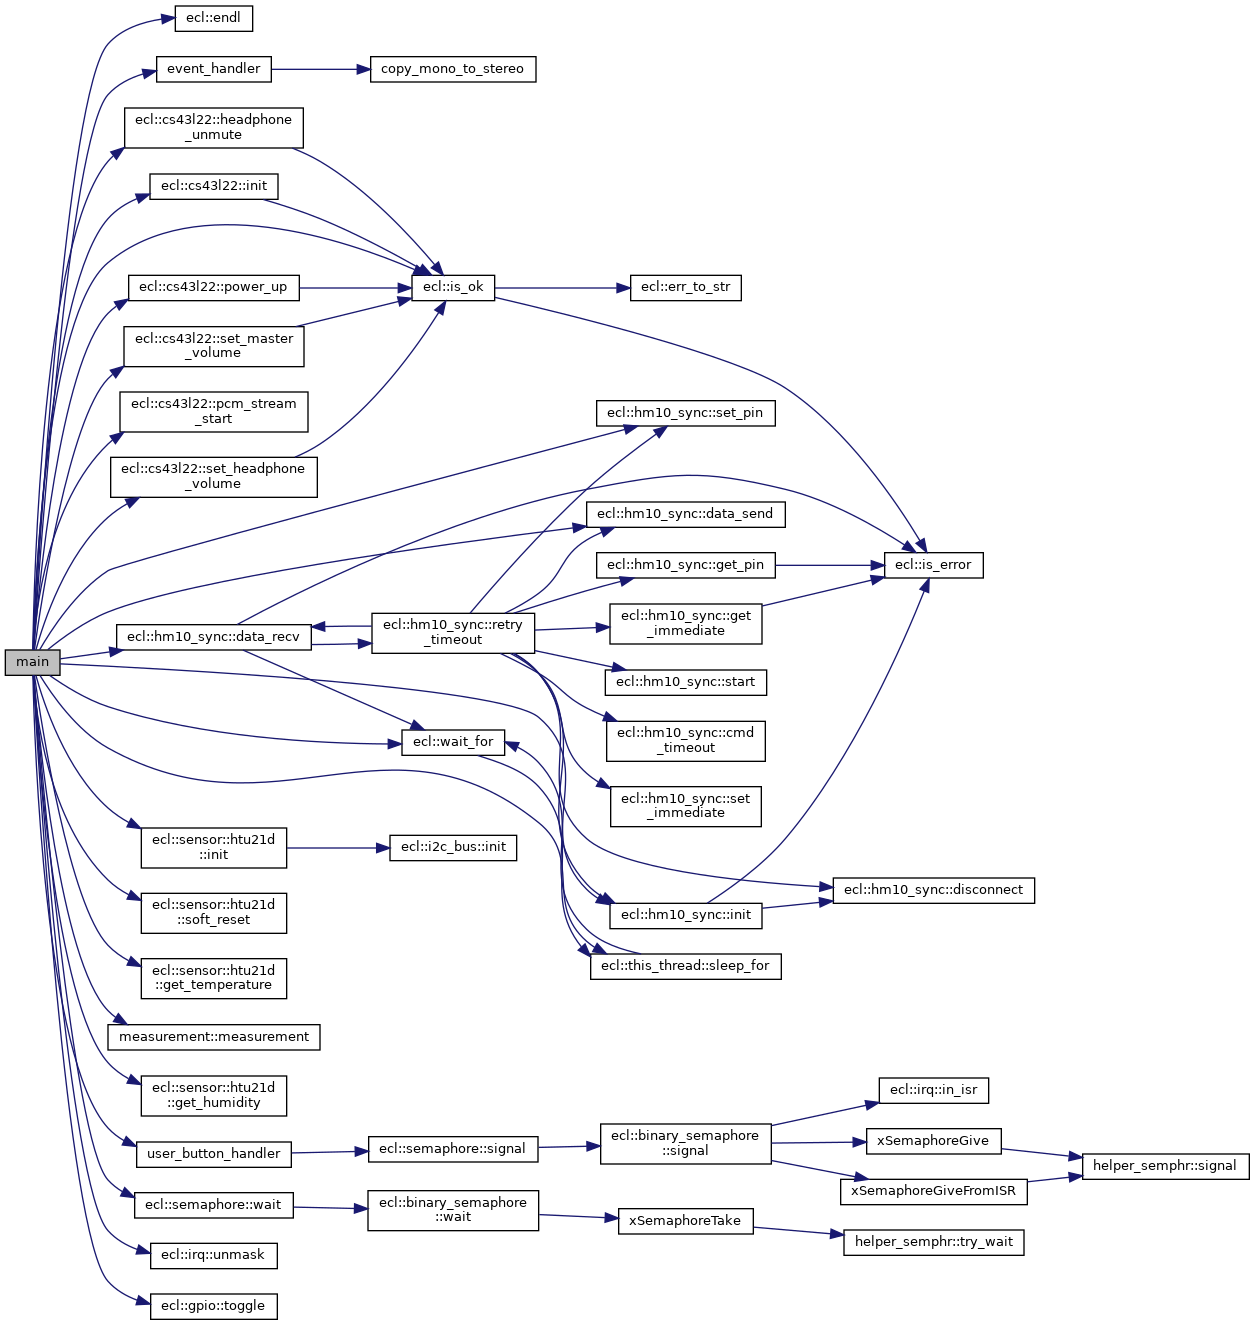 ecl::endl
event_handler
copy_mono_to_stereo
ecl::cs43l22::headphone
_unmute
ecl::cs43l22::init
ecl::cs43l22::power_up
ecl::is_ok
ecl::err_to_str
ecl::cs43l22::set_master
_volume
ecl::cs43l22::pcm_stream
_start
ecl::hm10_sync::set_pin
ecl::cs43l22::set_headphone
_volume
ecl::hm10_sync::data_send
ecl::hm10_sync::get_pin
ecl::is_error
ecl::hm10_sync::get
_immediate
ecl::hm10_sync::data_recv
ecl::hm10_sync::retry
_timeout
main
ecl::hm10_sync::start
ecl::hm10_sync::cmd
_timeout
ecl::wait_for
ecl::hm10_sync::set
_immediate
ecl::sensor::htu21d
::init
ecl::i2c_bus::init
ecl::hm10_sync::disconnect
ecl::sensor::htu21d
::soft_reset
ecl::hm10_sync::init
ecl::this_thread::sleep_for
ecl::sensor::htu21d
::get_temperature
measurement::measurement
ecl::sensor::htu21d
::get_humidity
ecl::irq::in_isr
user_button_handler
ecl::semaphore::signal
ecl::binary_semaphore
::signal
xSemaphoreGive
helper_semphr::signal
xSemaphoreGiveFromISR
ecl::semaphore::wait
ecl::binary_semaphore
::wait
xSemaphoreTake
helper_semphr::try_wait
ecl::irq::unmask
ecl::gpio::toggle